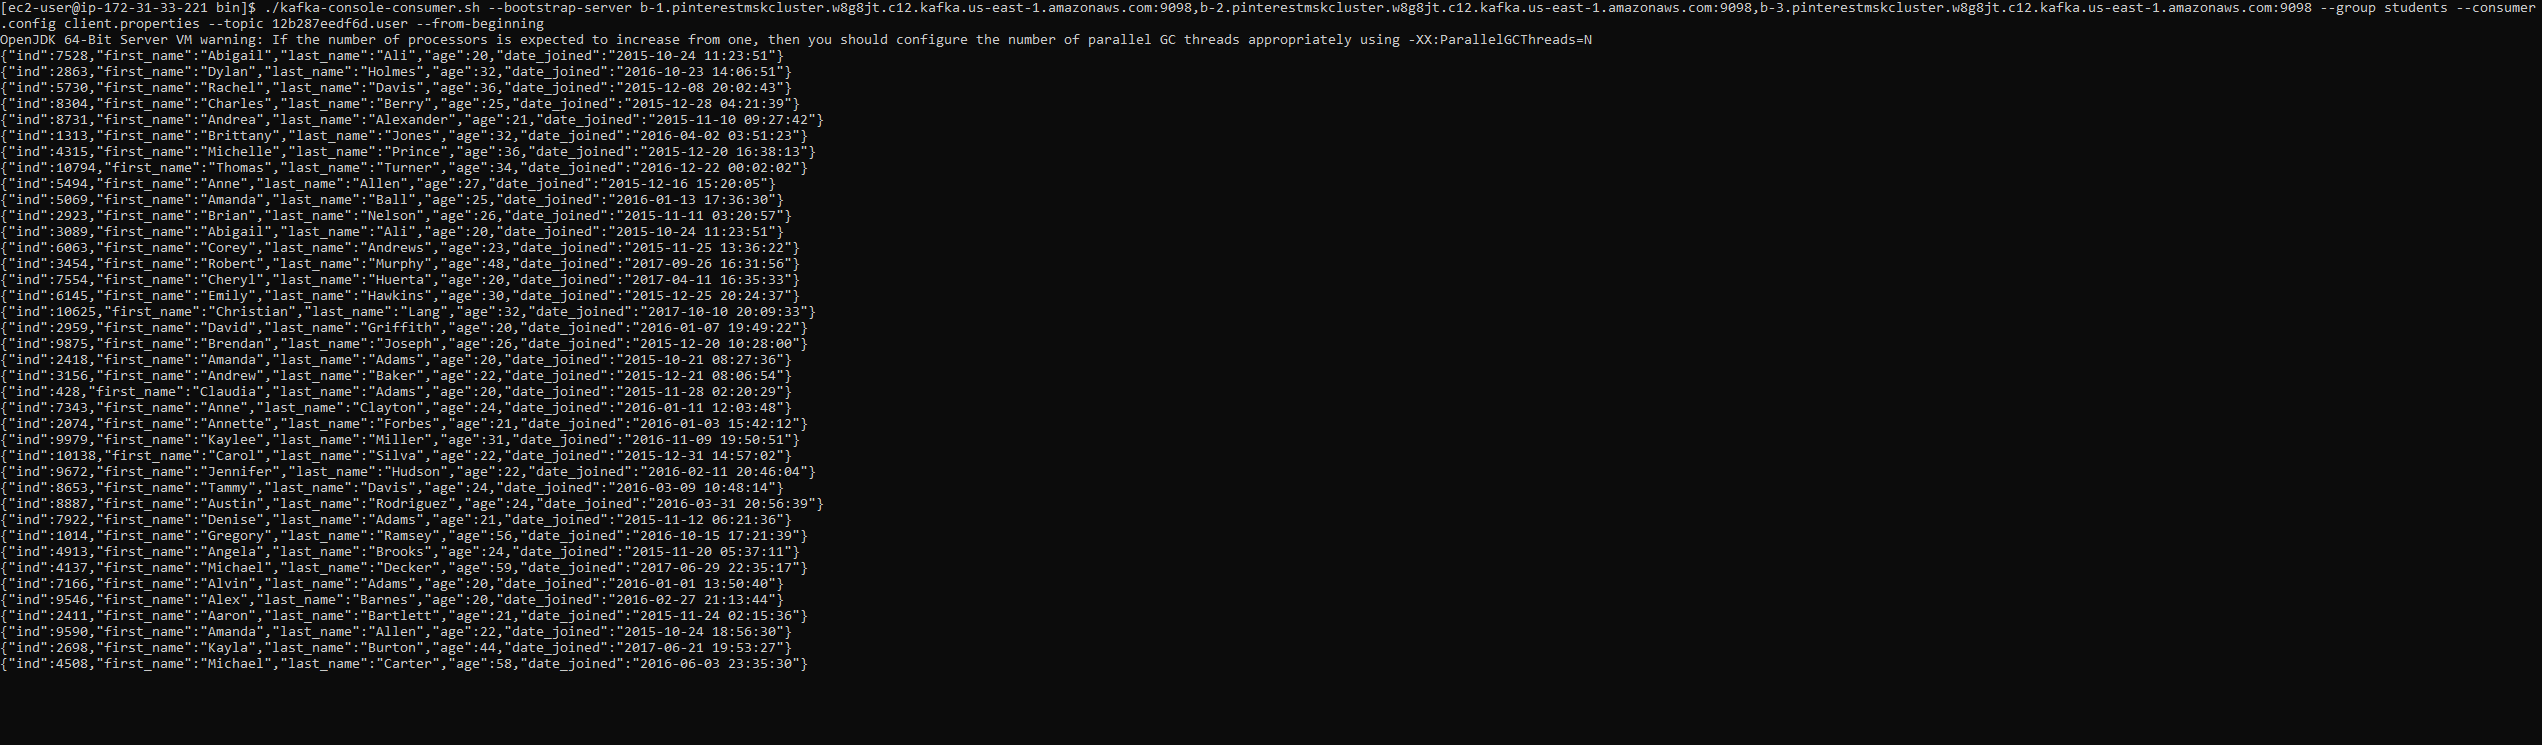 [ec2-user@ip-172-31-33-221 bin]$ ./kafka-console-consumer.sh --bootstrap-server b-1.pinterestmskcluster.w8g8jt.c12.kafka.us-east-1.amazonaws.com:9098,b-2.pinterestmskcluster.w8g8jt.c12.kafka.us-east-1.amazonaws.com:9098,b-3.pinterestmskcluster.w8g8jt.c12.kafka.us-east-1.amazonaws.com:9098 --group students --consumer
.config client.properties --topic 12b287eedf6d.user --from-beginning
OpenJDK 64-Bit Server VM warning: If the number of processors is expected to increase from one, then you should configure the number of parallel GC threads appropriately using -XX:ParallelGCThreads=N
{"ind":7528,"first_name":"Abigail","last_name":"Ali","age":20,"date_joined":"2015-10-24 11:23:51"}
{"ind":2863,"first_name":"Dylan","last_name":"Holmes","age":32,"date_joined":"2016-10-23 14:06:51"}
{"ind":5730,"first_name":"Rachel","last_name":"Davis","age":36,"date_joined":"2015-12-08 20:02:43"}
{"ind":8304,"first_name":"Charles","last_name":"Berry","age":25,"date_joined":"2015-12-28 04:21:39"}
{"ind":8731,"first_name":"Andrea","last_name":"Alexander","age":21,"date_joined":"2015-11-10 09:27:42"}
{"ind":1313,"first_name":"Brittany","last_name":"Jones","age":32,"date_joined":"2016-04-02 03:51:23"}
{"ind":4315,"first_name":"Michelle","last_name":"Prince","age":36,"date_joined":"2015-12-20 16:38:13"}
{"ind":10794,"first_name":"Thomas","last_name":"Turner","age":34,"date_joined":"2016-12-22 00:02:02"}
{"ind":5494,"first_name":"Anne","last_name":"Allen","age":27,"date_joined":"2015-12-16 15:20:05"}
{"ind":5069,"first_name":"Amanda","last_name":"Ball","age":25,"date_joined":"2016-01-13 17:36:30"}
{"ind":2923,"first_name":"Brian","last_name":"Nelson","age":26,"date_joined":"2015-11-11 03:20:57"}
{"ind":3089,"first_name":"Abigail","last_name":"Ali","age":20,"date_joined":"2015-10-24 11:23:51"}
{"ind":6063,"first_name":"Corey","last_name":"Andrews","age":23,"date_joined":"2015-11-25 13:36:22"}
{"ind":3454,"first_name":"Robert","last_name":"Murphy","age":48,"date_joined":"2017-09-26 16:31:56"}
{"ind":7554,"first_name":"Cheryl","last_name":"Huerta","age":20,"date_joined":"2017-04-11 16:35:33"}
{"ind":6145,"first_name":"Emily","last_name":"Hawkins","age":30,"date_joined":"2015-12-25 20:24:37"}
{"ind":10625,"first_name":"Christian","last_name":"Lang","age":32,"date_joined":"2017-10-10 20:09:33"}
{"ind":2959,"first_name":"David","last_name":"Griffith","age":20,"date_joined":"2016-01-07 19:49:22"}
{"ind":9875,"first_name":"Brendan","last_name":"Joseph","age":26,"date_joined":"2015-12-20 10:28:00"}
{"ind":2418,"first_name":"Amanda","last_name":"Adams","age":20,"date_joined":"2015-10-21 08:27:36"}
{"ind":3156,"first_name":"Andrew","last_name":"Baker","age":22,"date_joined":"2015-12-21 08:06:54"}
{"ind":428,"first_name":"Claudia","last_name":"Adams","age":20,"date_joined":"2015-11-28 02:20:29"}
{"ind":7343,"first_name":"Anne","last_name":"Clayton","age":24,"date_joined":"2016-01-11 12:03:48"}
{"ind":2074,"first_name":"Annette","last_name":"Forbes","age":21,"date_joined":"2016-01-03 15:42:12"}
{"ind":9979,"first_name":"Kaylee","last_name":"Miller","age":31,"date_joined":"2016-11-09 19:50:51"}
{"ind":10138,"first_name":"Carol","last_name":"Silva","age":22,"date_joined":"2015-12-31 14:57:02"}
{"ind":9672,"first_name":"Jennifer","last_name":"Hudson","age":22,"date_joined":"2016-02-11 20:46:04"}
{"ind":8653,"first_name":"Tammy","last_name":"Davis","age":24,"date_joined":"2016-03-09 10:48:14"}
{"ind":8887,"first_name":"Austin","last_name":"Rodriguez","age":24,"date_joined":"2016-03-31 20:56:39"}
{"ind":7922,"first_name":"Denise","last_name":"Adams","age":21,"date_joined":"2015-11-12 06:21:36"}
{"ind":1014,"first_name":"Gregory","last_name":"Ramsey","age":56,"date_joined":"2016-10-15 17:21:39"}
{"ind":4913,"first_name":"Angela","last_name":"Brooks","age":24,"date_joined":"2015-11-20 05:37:11"}
{"ind":4137,"first_name":"Michael","last_name":"Decker","age":59,"date_joined":"2017-06-29 22:35:17"}
{"ind":7166,"first_name":"Alvin","last_name":"Adams","age":20,"date_joined":"2016-01-01 13:50:40"}
{"ind":9546,"first_name":"Alex","last_name":"Barnes","age":20,"date_joined":"2016-02-27 21:13:44"}
{"ind":2411,"first_name":"Aaron","last_name":"Bartlett","age":21,"date_joined":"2015-11-24 02:15:36"}
{"ind":9590,"first_name":"Amanda","last_name":"Allen","age":22,"date_joined":"2015-10-24 18:56:30"}
{"ind":2698,"first_name":"Kayla","last_name":"Burton","age":44,"date_joined":"2017-06-21 19:53:27"}
{"ind":4508,"first_name":"Michael","last_name":"Carter","age":58,"date_joined":"2016-06-03 23:35:30"}